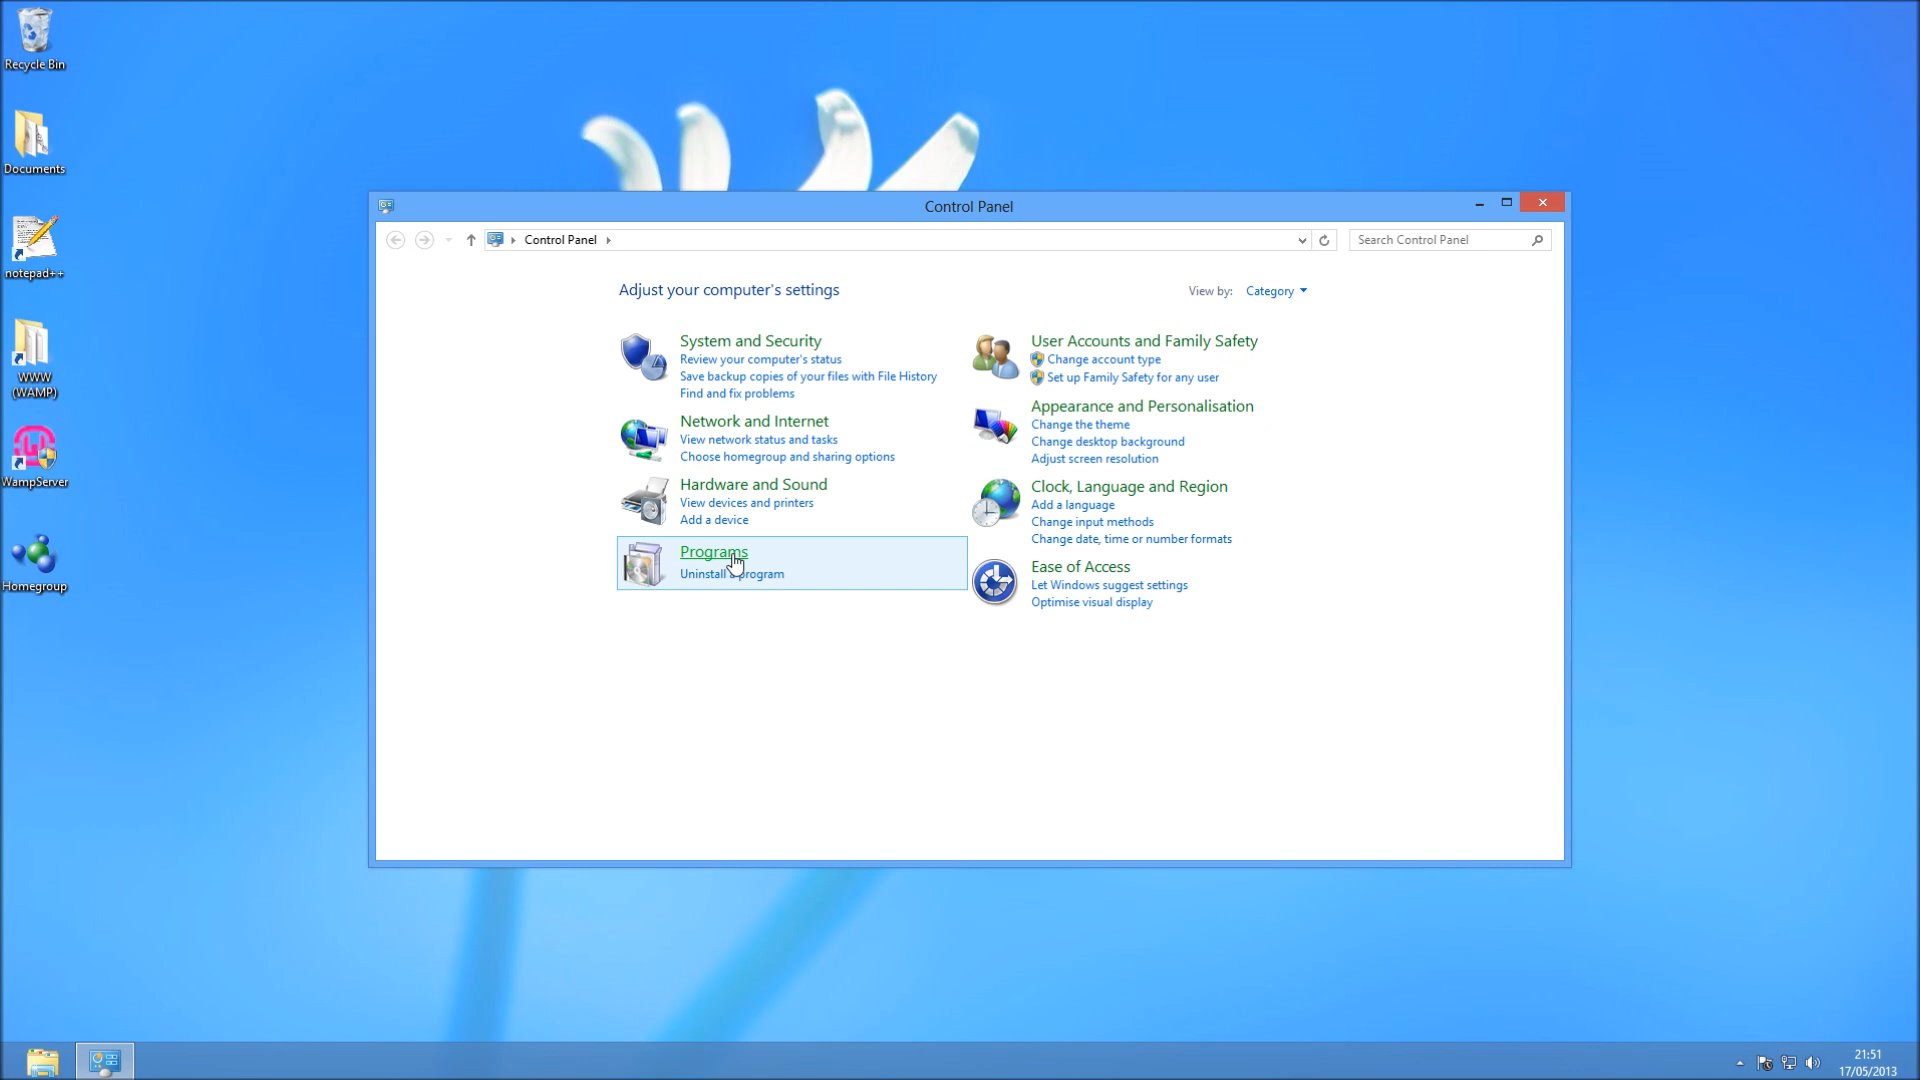 Recycle Bin
Documents
notepad++
WWW
(WAMP)
WampServer
Homegroup
Control Panel
Control Panel
Search Control Panel
Adjust your computer's settings
View by: Category
System and Security
Review your computer's status
Save backup copies of your files with File History
Find and fix problems
Network and Internet
View network status and tasks
Choose homegroup and sharing options
Hardware and Sound
View devices and printers
Add a device
Programs
Uninstall a program
User Accounts and Family Safety
Change account type
Set up Family Safety for any user
Appearance and Personalisation
Change the theme
Change desktop background
Adjust screen resolution
Clock, Language and Region
Add a language
Change input methods
Change date, time or number formats
Ease of Access
Let Windows suggest settings
Optimise visual display
21:51
17/05/2013